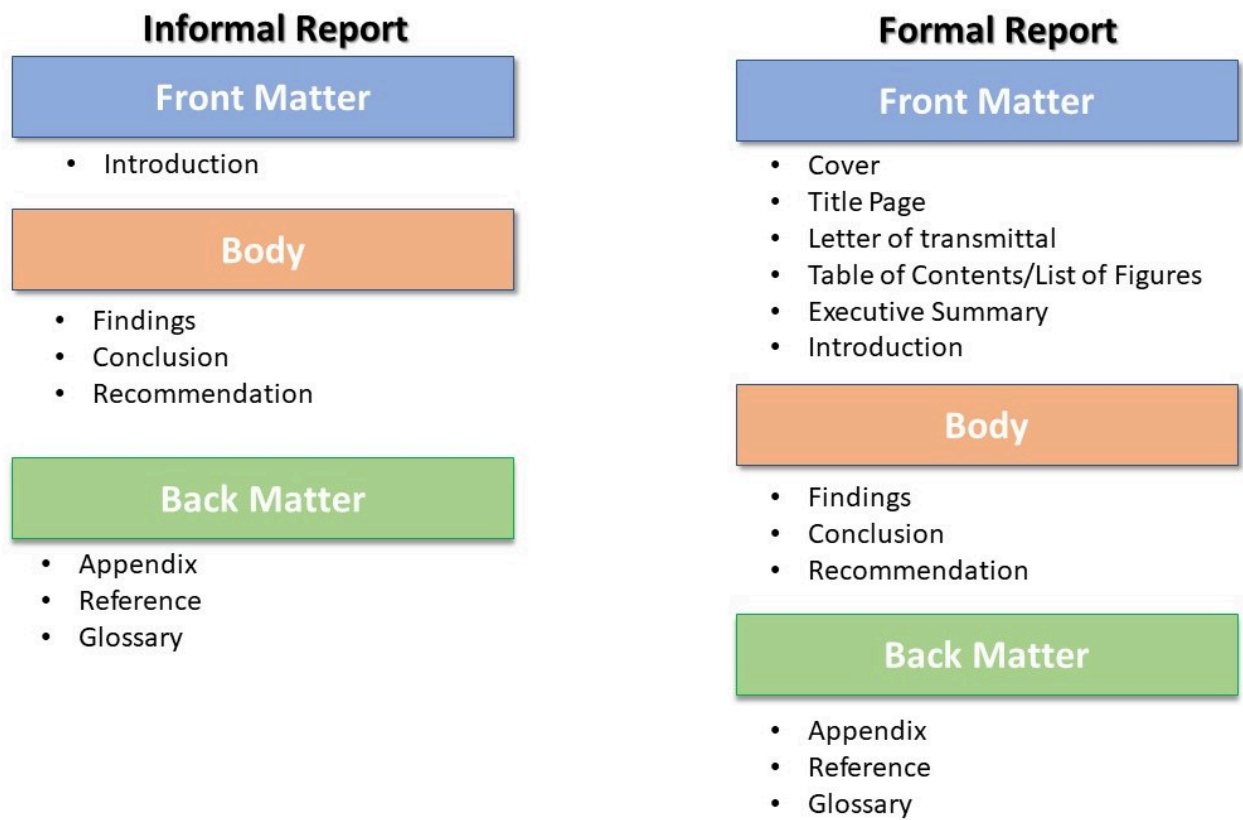 Informal Report
Front Matter
• Introduction
Body
• Findings
• Conclusion
• Recommendation
Back Matter
• Appendix
• Reference
• Glossary
Formal Report
Front Matter
• Cover
• Title Page
• Letter of transmittal
• Table of Contents/List of Figures
• Executive Summary
• Introduction
Body
• Findings
• Conclusion
• Recommendation
Back Matter
• Appendix
• Reference
• Glossary